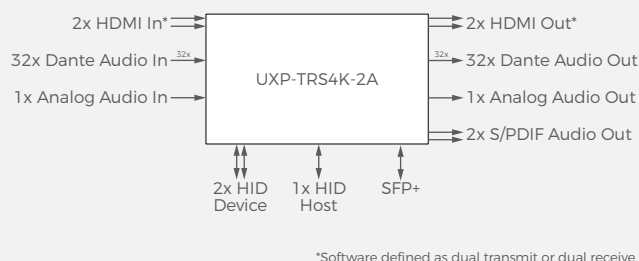 2x HDMI In*
2x HDMI Out*
32x Dante Audio In
32x
UXP-TRS4K-2A
32x
32x Dante Audio Out
1x Analog Audio In
1x Analog Audio Out
2x S/PDIF Audio Out
2x HID
Device
1x HID
Host
SFP+
*Software defined as dual transmit or dual receive